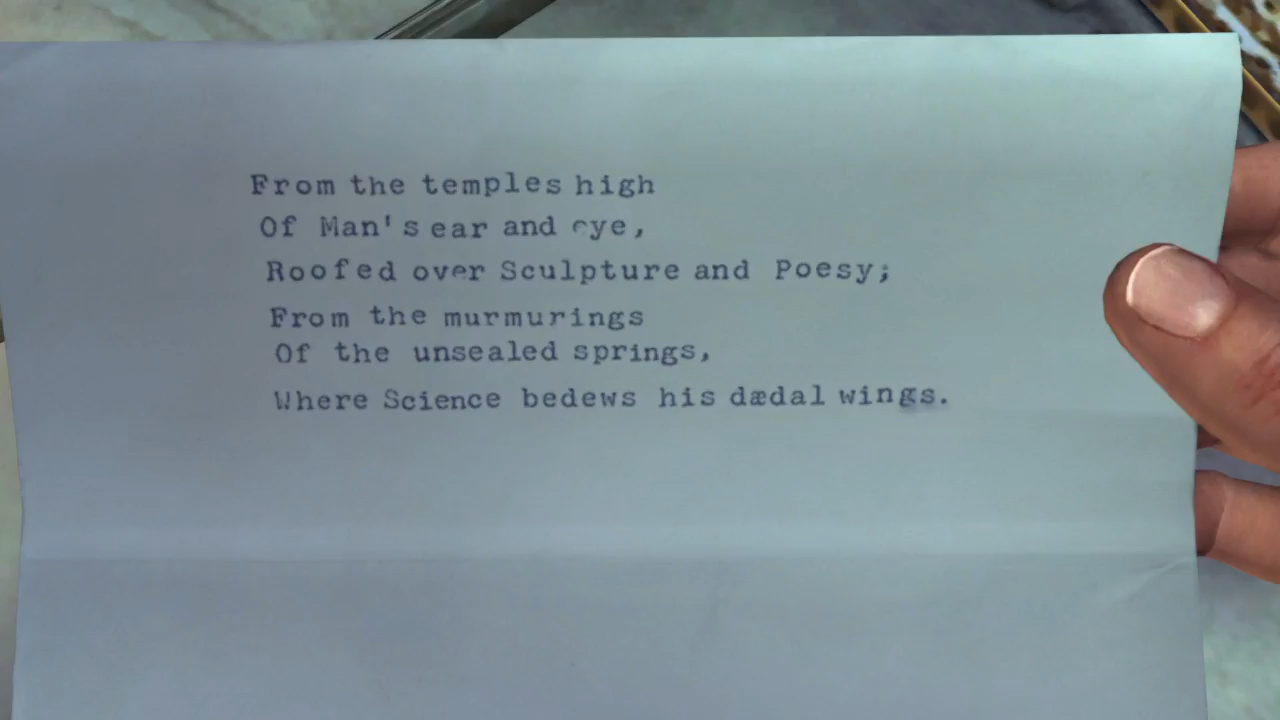 From the temples high
Of Man's ear and eye,
Roofed over Sculpture and Poesy;
From the murmurings
Of the unsealed springs,
Where Science bedews his dædal wings.